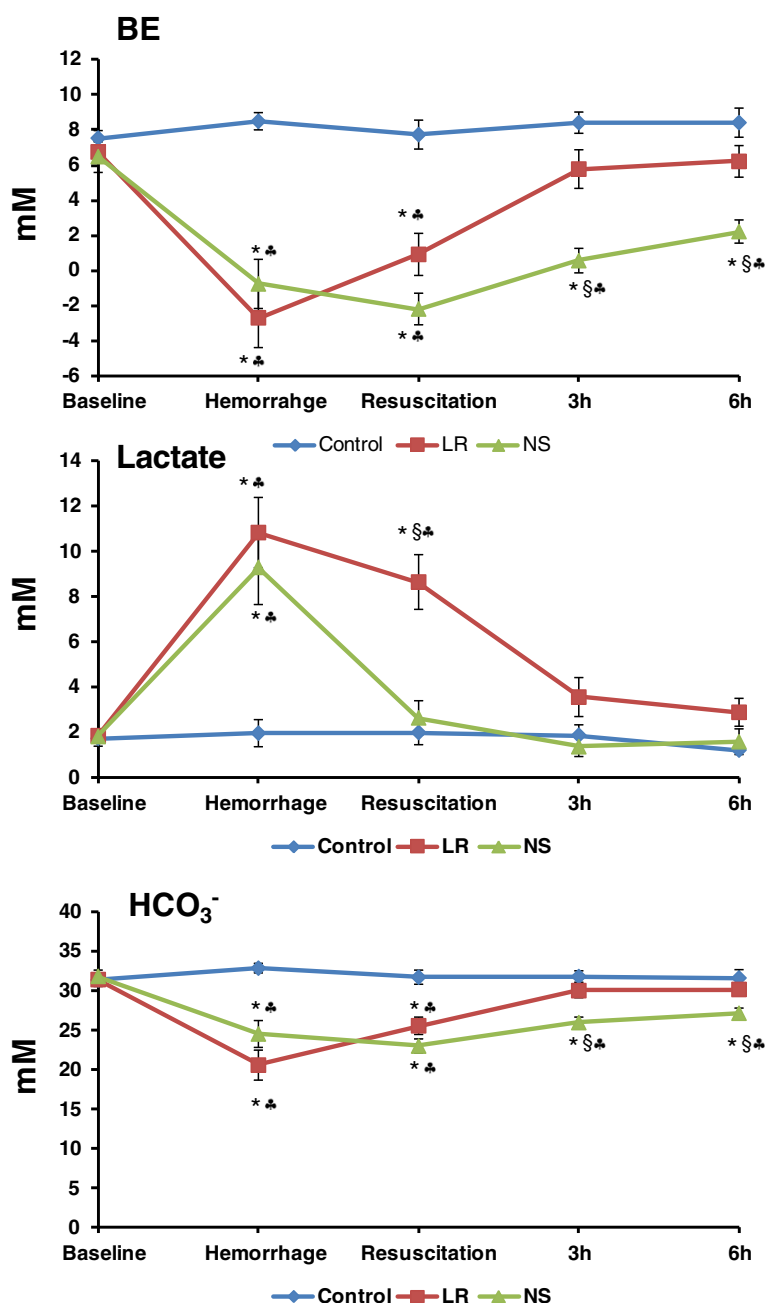 BE
12
10
8
6
4
2
0
-2
-4
-6
mM
* ♣
* ♣
* ♣
* ♣
* §♣
* §♣
Baseline Hemorrahge Resuscitation 3h 6h
Control LR NS
Lactate
14
12
10
8
6
4
2
0
mM
* ♣
* §♣
* ♣
Baseline Hemorrhage Resuscitation 3h 6h
Control LR NS
HCO₃⁻
40
35
30
25
20
15
10
5
0
mM
* ♣ * ♣
* ♣ * ♣ * §♣ * §♣
Baseline Hemorrhage Resuscitation 3h 6h
Control LR NS